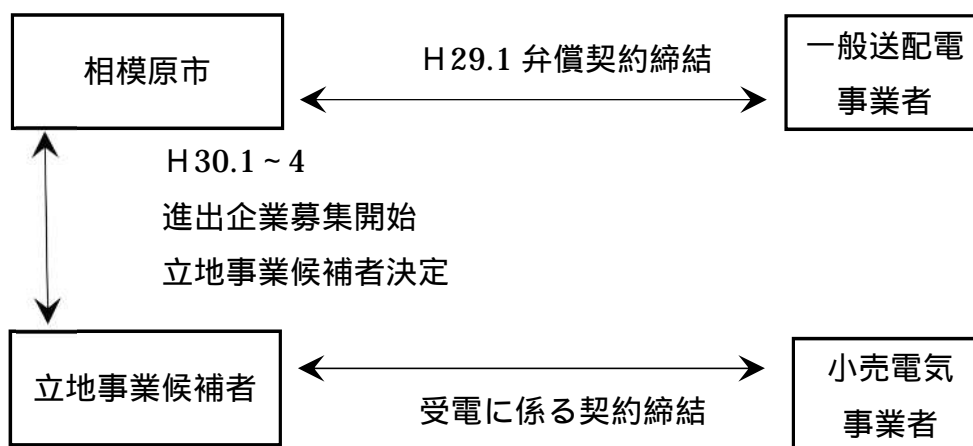 相模原市
H29.1 弁償契約締結
一般送配電
事業者
H30.1~4
進出企業募集開始
立地事業候補者決定
立地事業候補者
受電に係る契約締結
小売電気
事業者